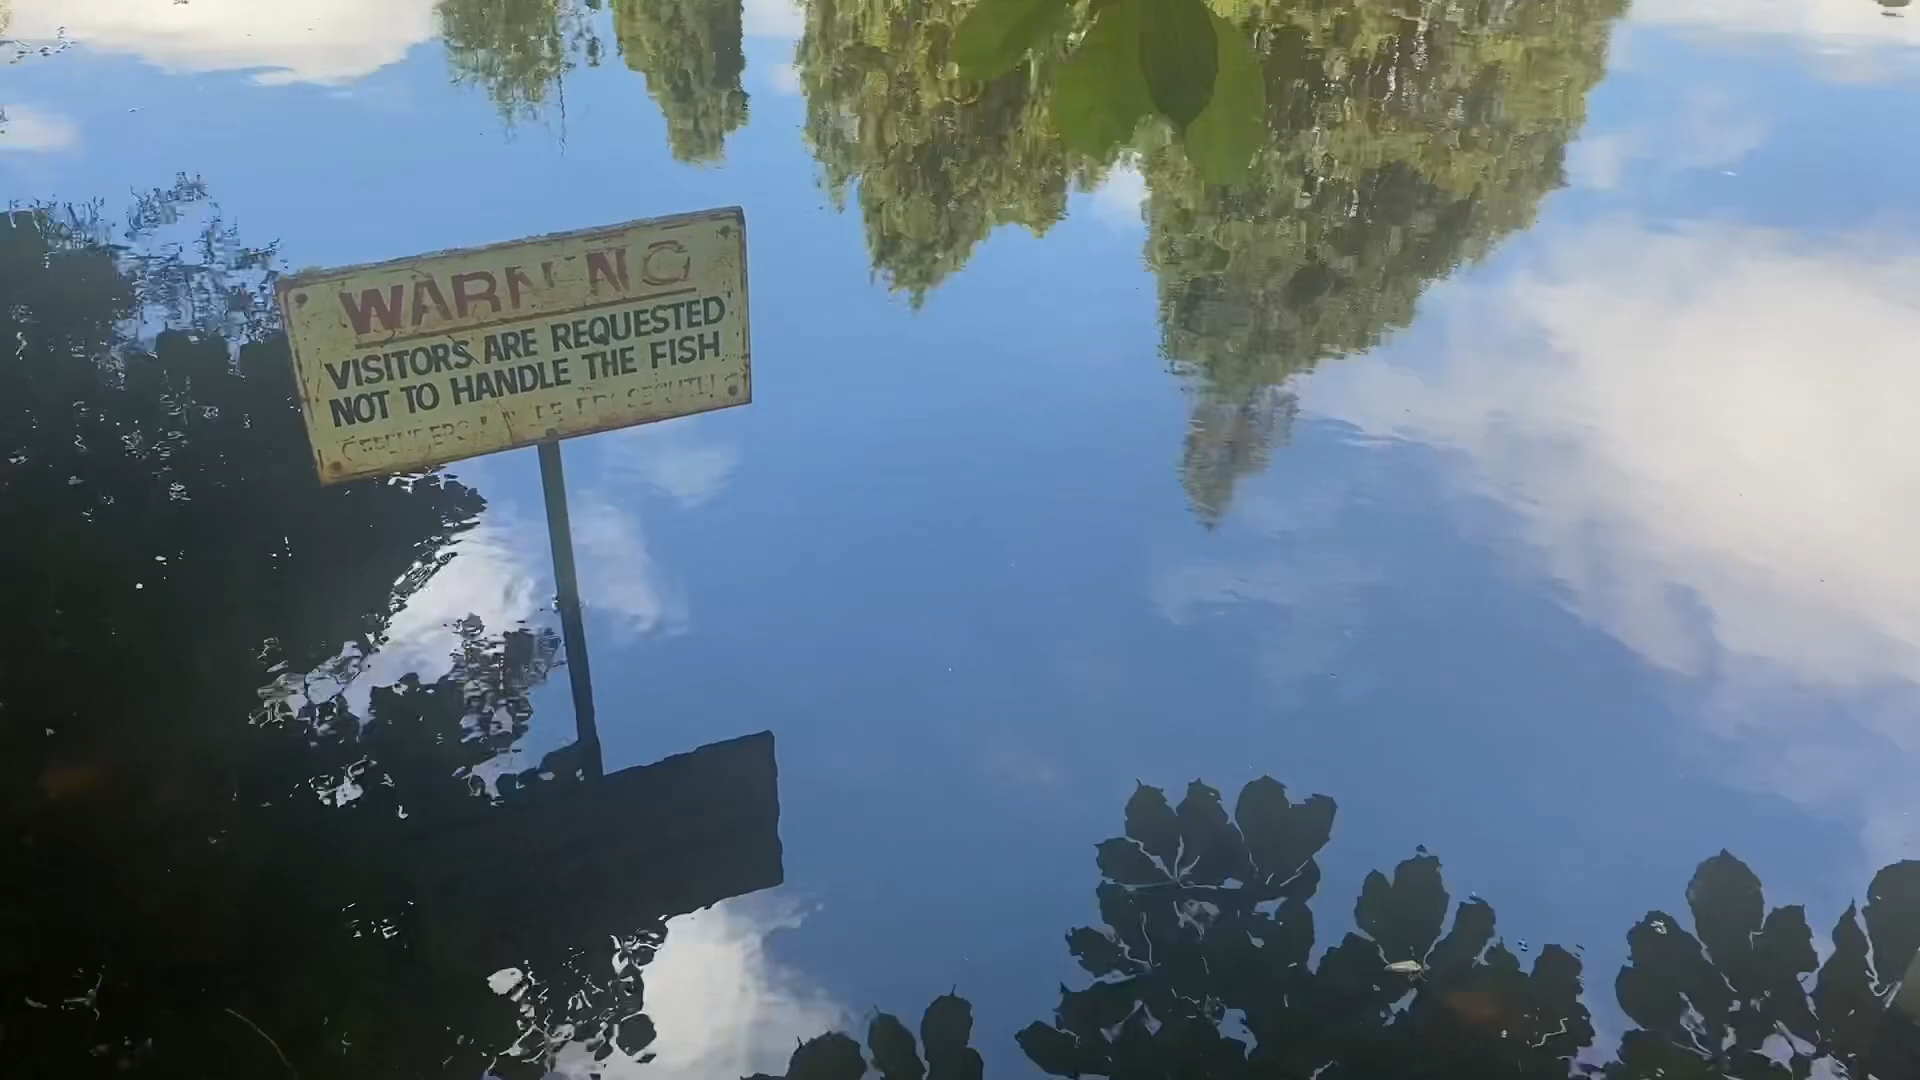 WARNING
VISITORS ARE REQUESTED
NOT TO HANDLE THE FISH